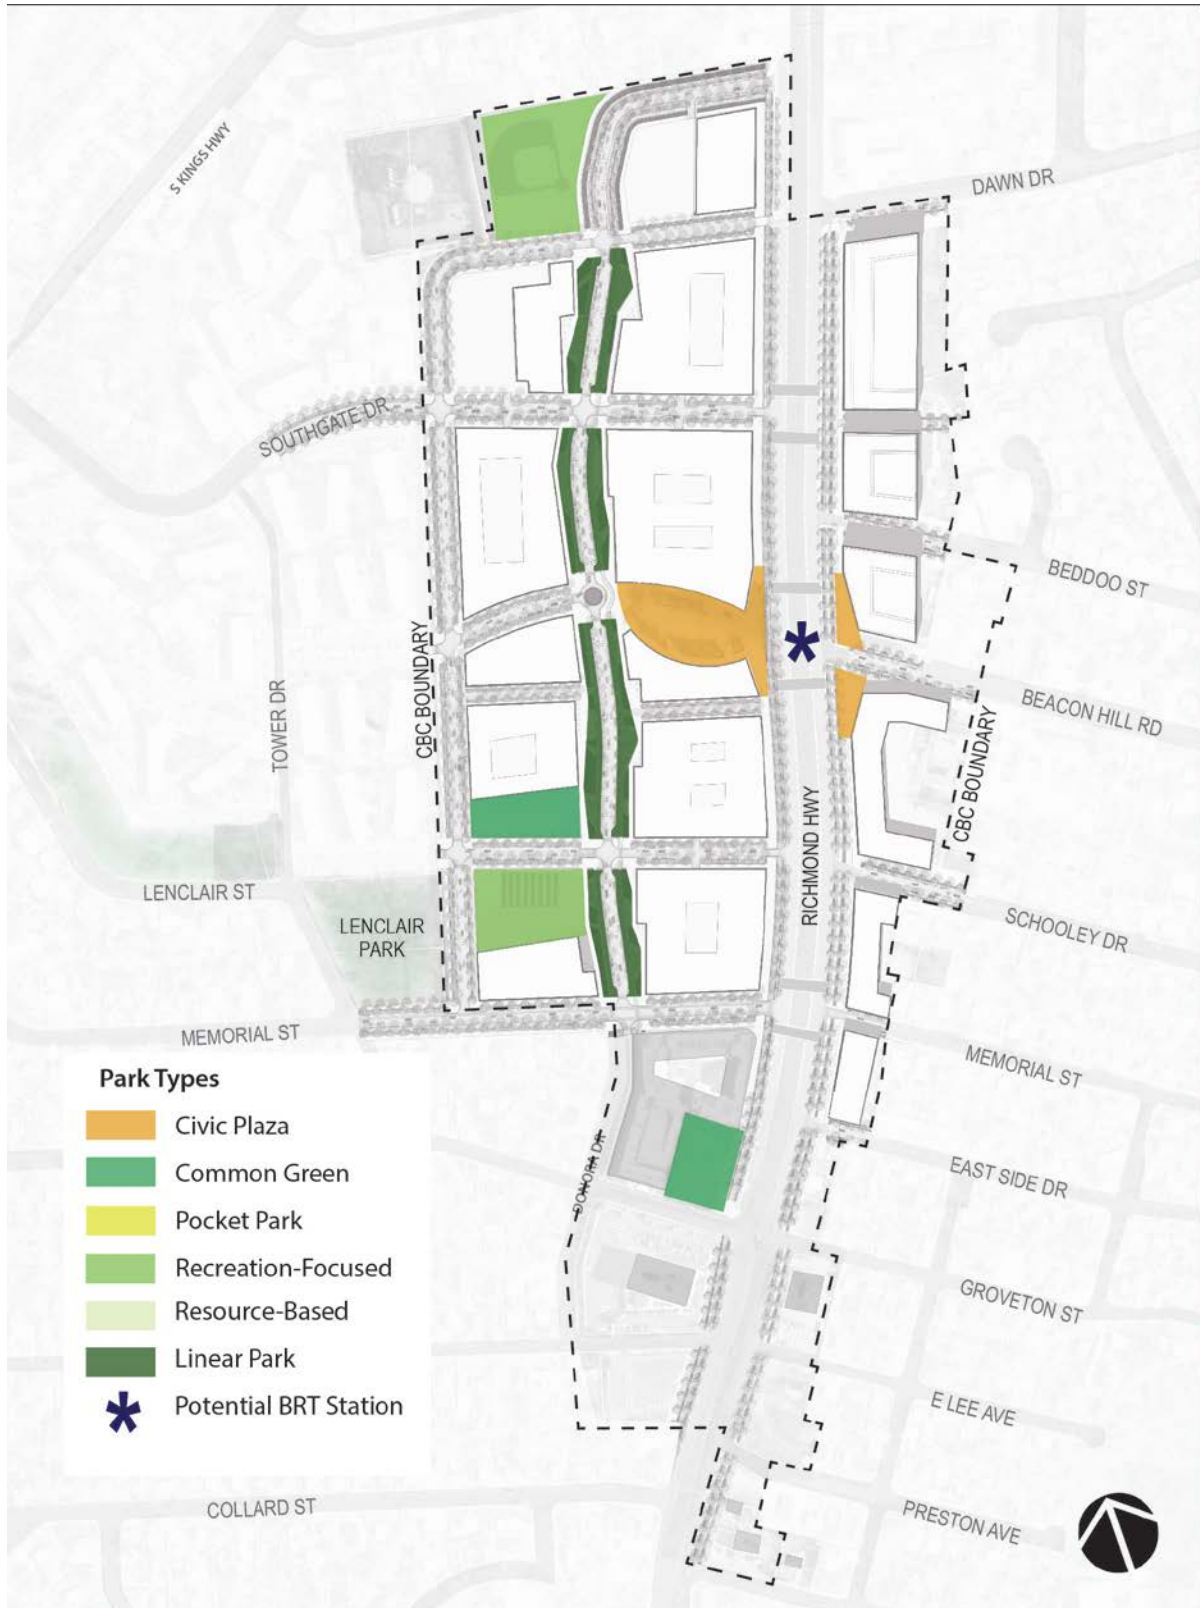 S KINGS HWY
DAWN DR
SOUTHGATE DR
BEDDOO ST
CBC BOUNDARY
BEACON HILL RD
TOWER DR
CBC BOUNDARY
RICHMOND HWY
LENCLAIR ST
LENCLAIR
PARK
SCHOOLEY DR
MEMORIAL ST
MEMORIAL ST
Park Types
Civic Plaza
Common Green
Pocket Park
Recreation-Focused
Resource-Based
Linear Park
Potential BRT Station
DONORA DR
EAST SIDE DR
GROVETON ST
E LEE AVE
COLLARD ST
PRESTON AVE